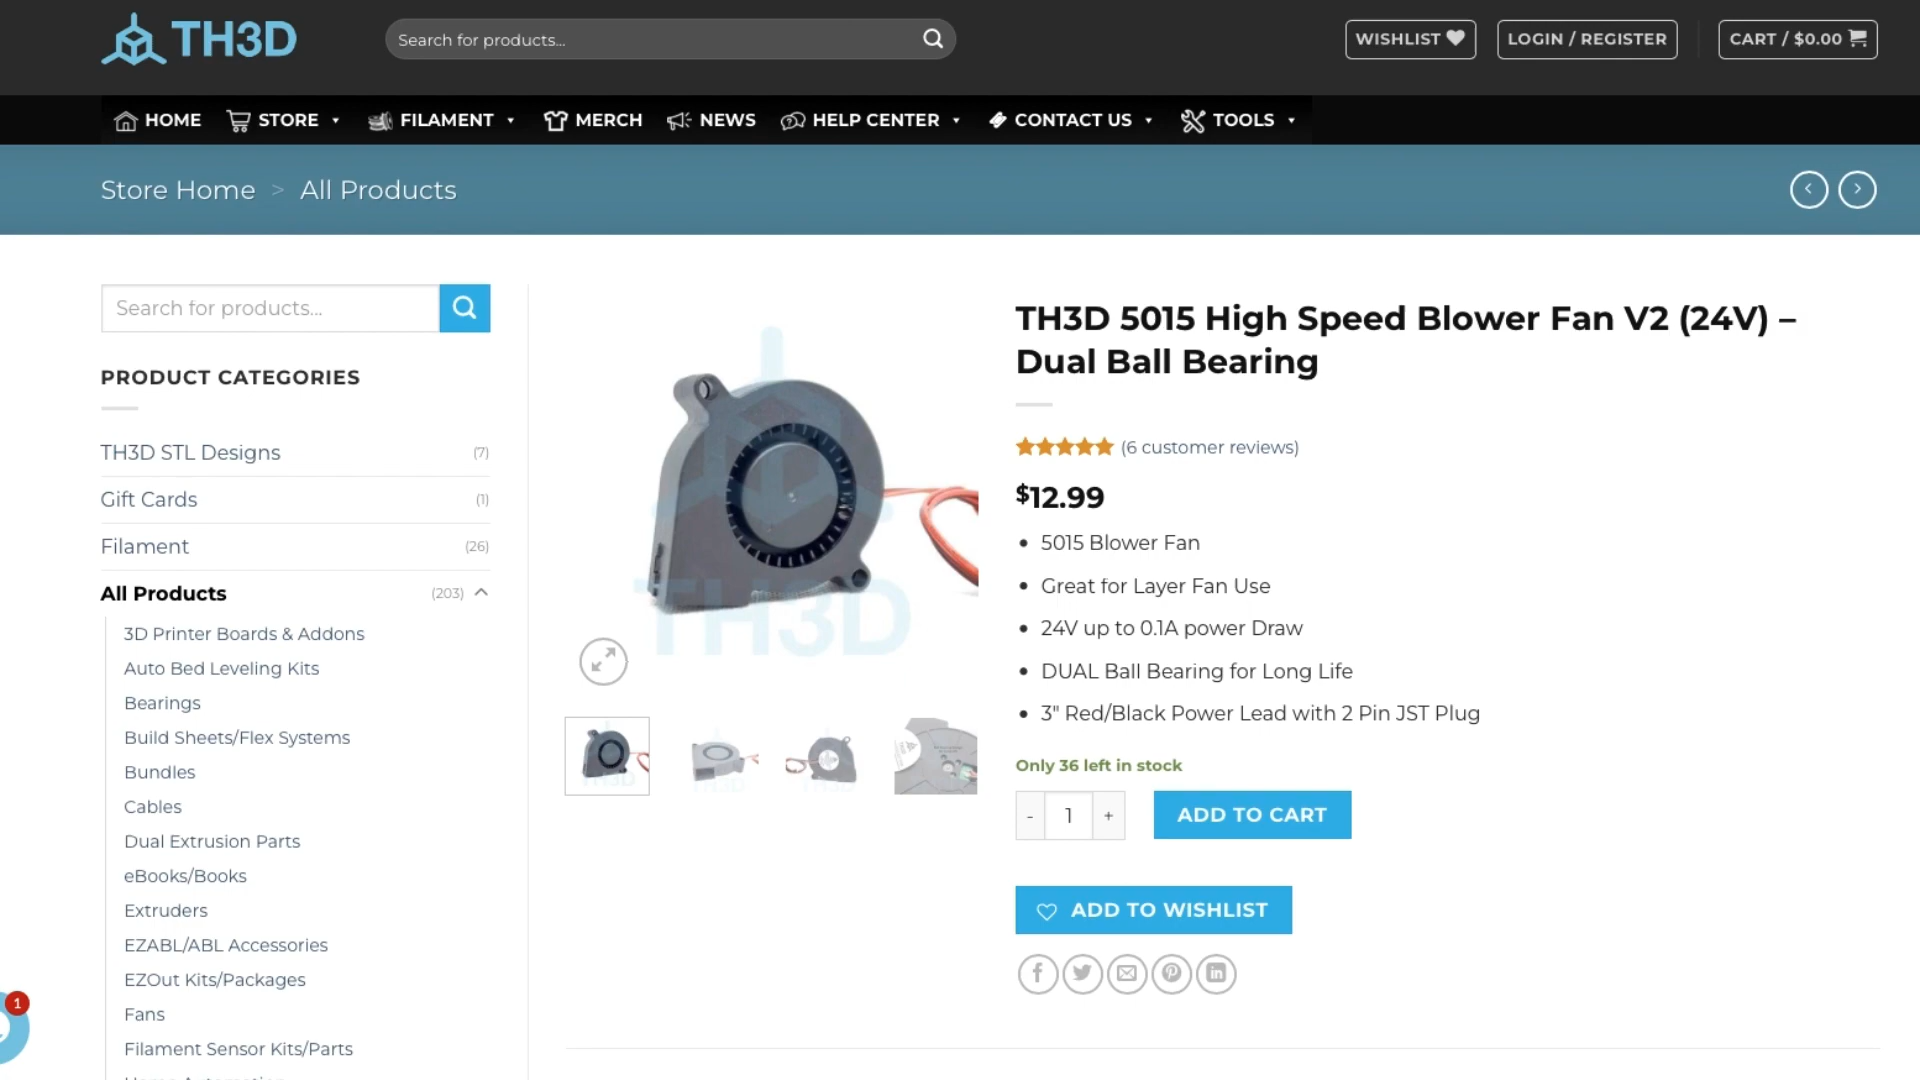 TH3D
Search for products...
WISHLIST
LOGIN / REGISTER
CART / $0.00
HOME
STORE
FILAMENT
MERCH
NEWS
HELP CENTER
CONTACT US
TOOLS
Store Home > All Products
Search for products...
PRODUCT CATEGORIES
TH3D STL Designs (7)
Gift Cards (1)
Filament (26)
All Products (203)
3D Printer Boards & Addons
Auto Bed Leveling Kits
Bearings
Build Sheets/Flex Systems
Bundles
Cables
Dual Extrusion Parts
eBooks/Books
Extruders
EZABL/ABL Accessories
EZOut Kits/Packages
Fans
Filament Sensor Kits/Parts
1
TH3D
TH3D 5015 High Speed Blower Fan V2 (24V) –
Dual Ball Bearing
(6 customer reviews)
$12.99
• 5015 Blower Fan
• Great for Layer Fan Use
• 24V up to 0.1A power Draw
• DUAL Ball Bearing for Long Life
• 3" Red/Black Power Lead with 2 Pin JST Plug
Only 36 left in stock
- 1 +
ADD TO CART
ADD TO WISHLIST